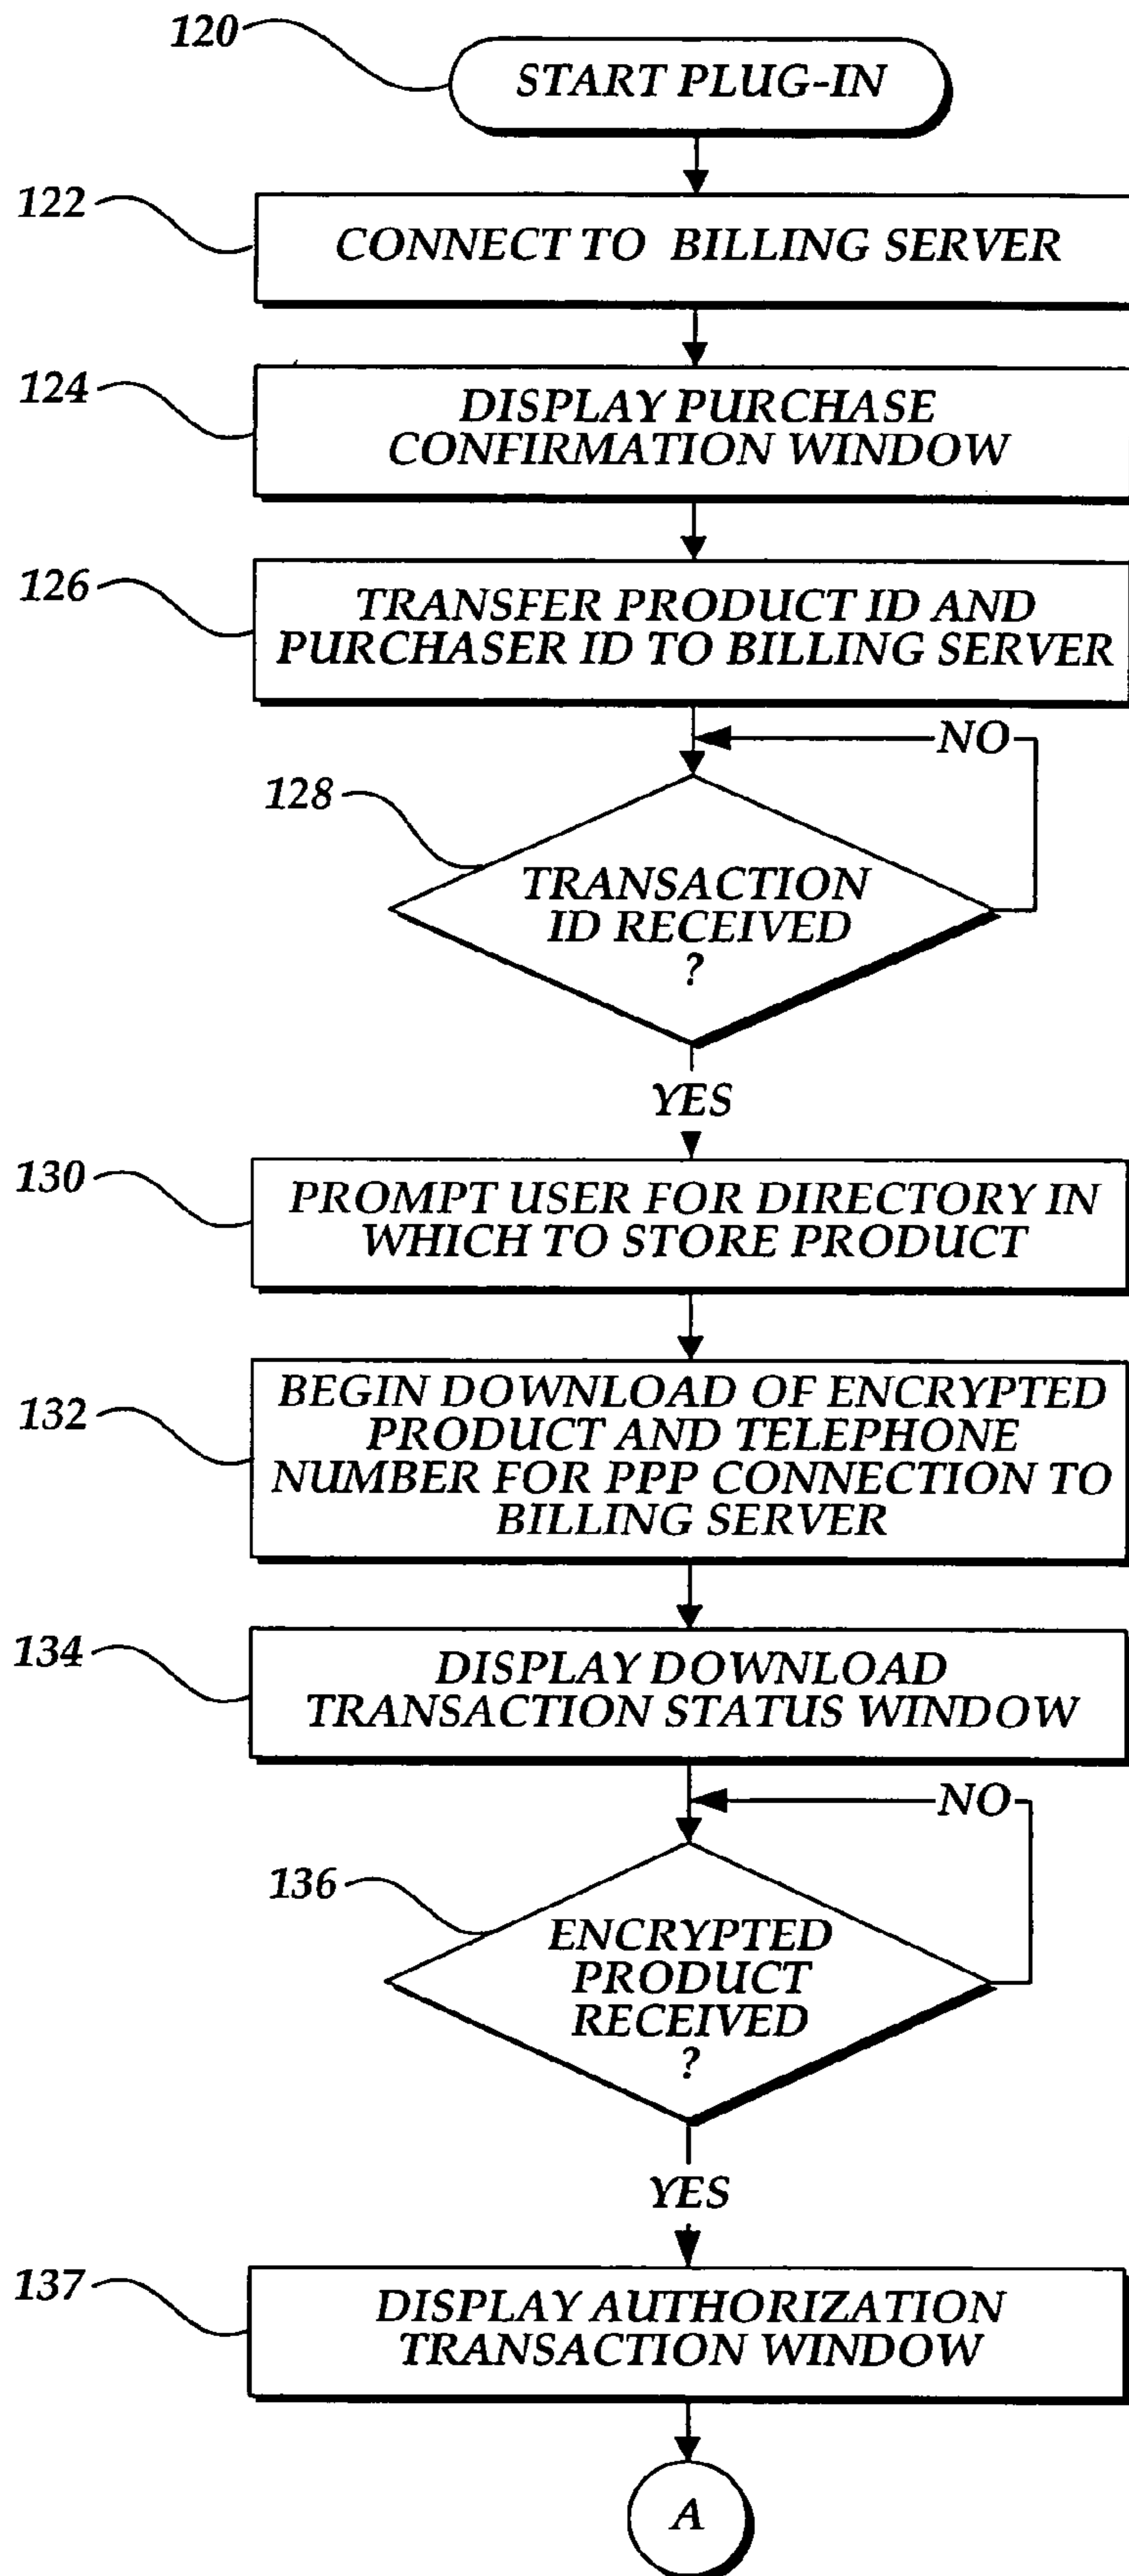 120
START PLUG-IN
122
CONNECT TO BILLING SERVER
124
DISPLAY PURCHASE
CONFIRMATION WINDOW
126
TRANSFER PRODUCT ID AND
PURCHASER ID TO BILLING SERVER
NO
128
TRANSACTION
ID RECEIVED
?
YES
130
PROMPT USER FOR DIRECTORY IN
WHICH TO STORE PRODUCT
132
BEGIN DOWNLOAD OF ENCRYPTED
PRODUCT AND TELEPHONE
NUMBER FOR PPP CONNECTION TO
BILLING SERVER
134
DISPLAY DOWNLOAD
TRANSACTION STATUS WINDOW
NO
136
ENCRYPTED
PRODUCT
RECEIVED
?
YES
137
DISPLAY AUTHORIZATION
TRANSACTION WINDOW
A